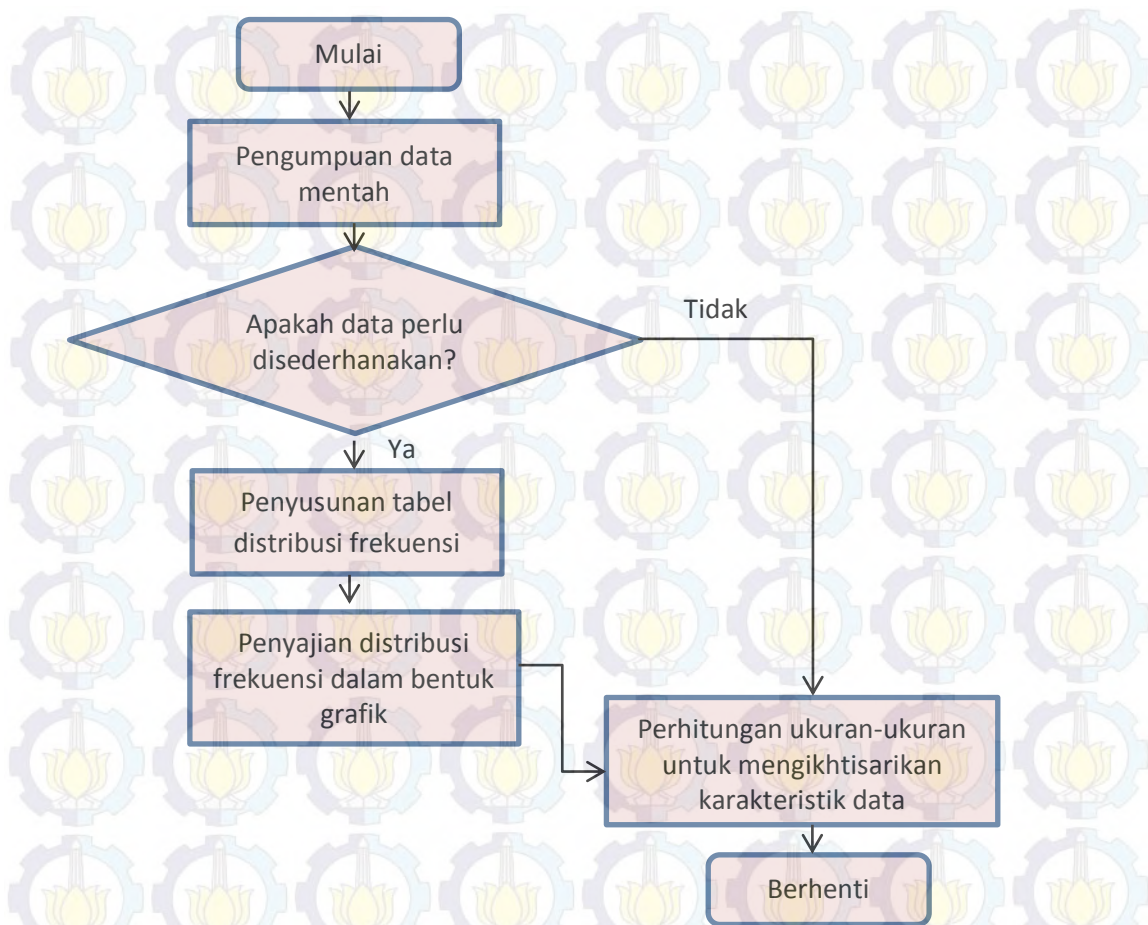 Mulai
Pengumpuan data
mentah
Apakah data perlu
disederhanakan?
Tidak
Ya
Penyusunan tabel
distribusi frekuensi
Penyajian distribusi
frekuensi dalam bentuk
grafik
Perhitungan ukuran-ukuran
untuk mengikhtisarikan
karakteristik data
Berhenti